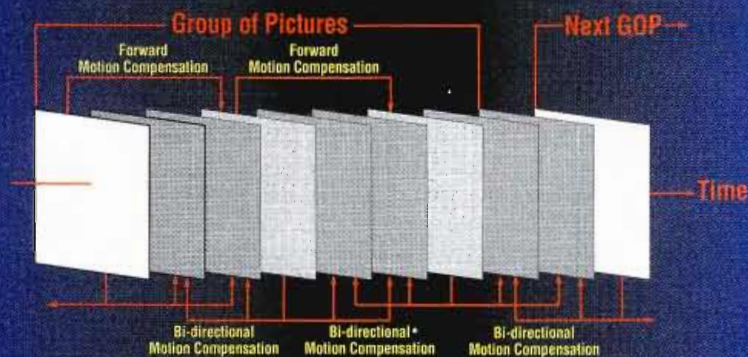 Group of Pictures
Next GOP
Forward
Motion Compensation
Forward
Motion Compensation
Time
Bi-directional
Motion Compensation
Bi-directional•
Motion Compensation
Bi-directional
Motion Compensation